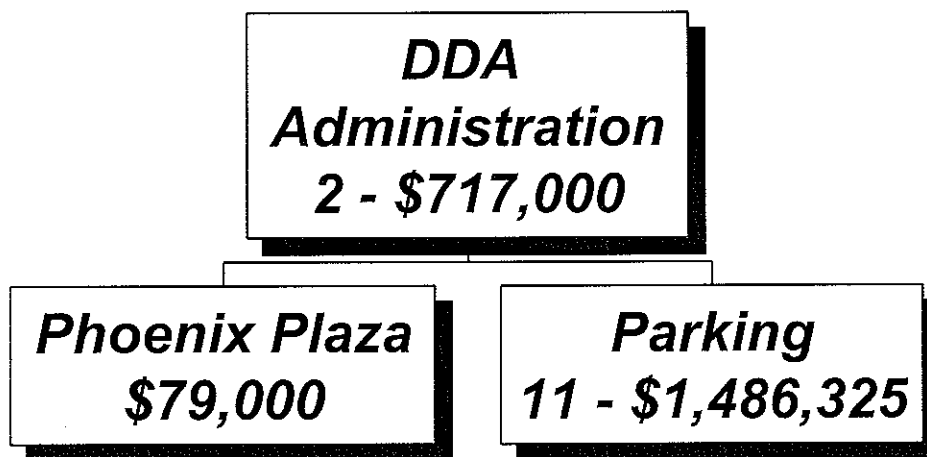 DDA
Administration
2 - $717,000
Phoenix Plaza
$79,000
Parking
11 - $1,486,325